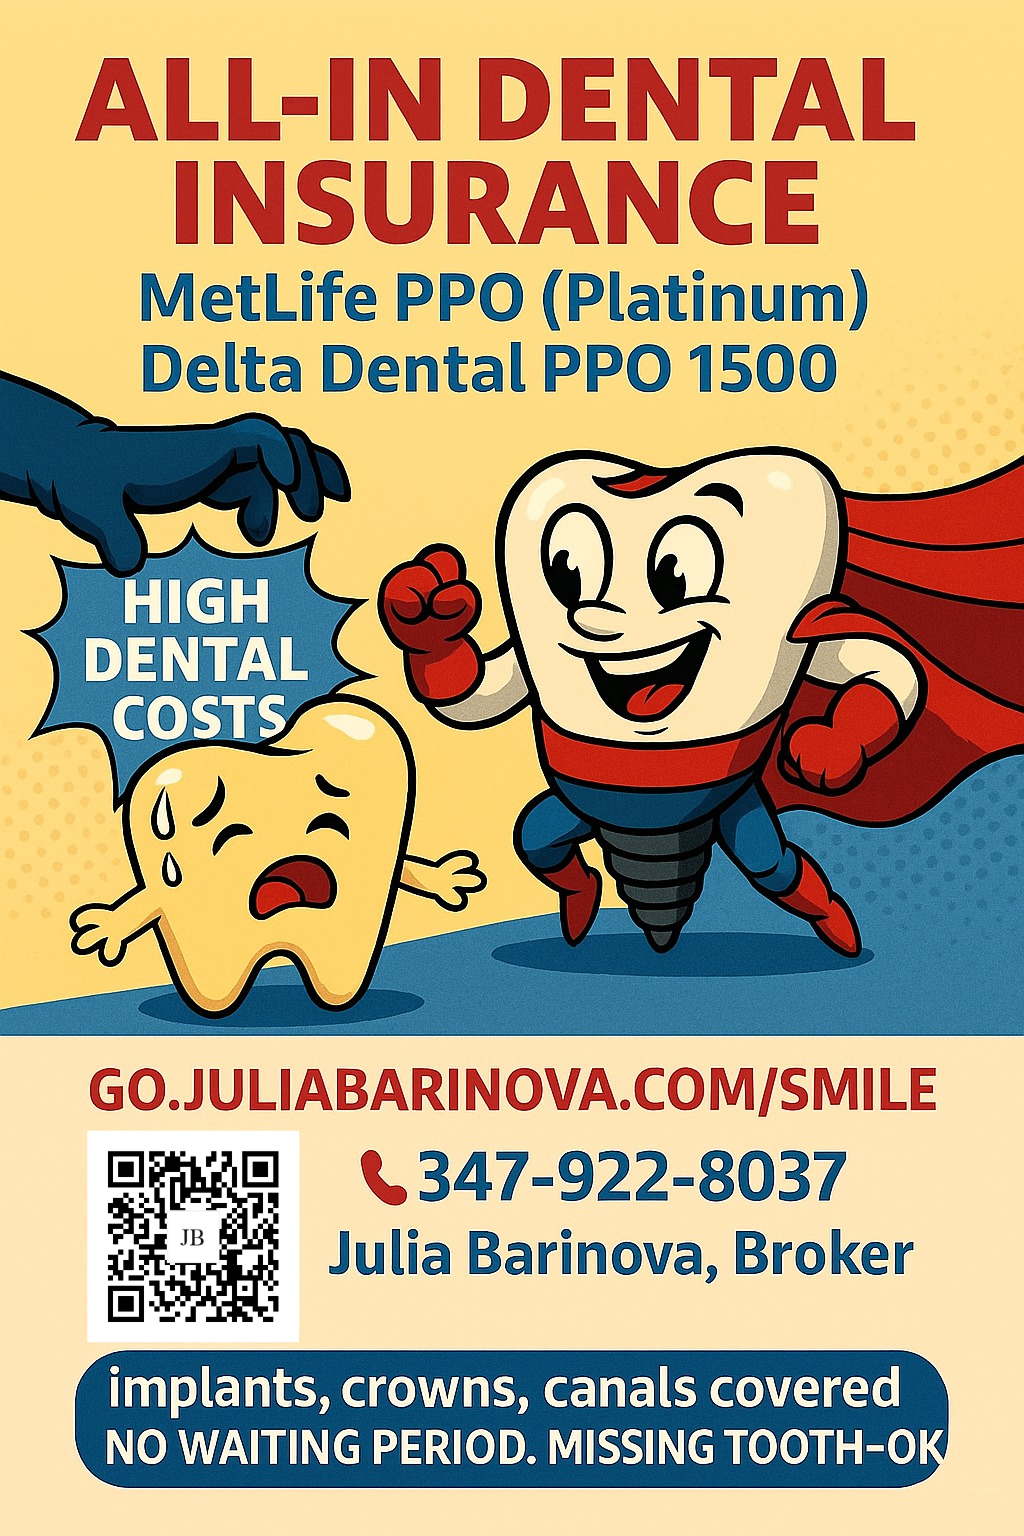 ALL-IN DENTAL
INSURANCE
MetLife PPO (Platinum)
Delta Dental PPO 1500
HIGH
DENTAL
COSTS
GO.JULIABARINOVA.COM/SMILE
JB
347-922-8037
Julia Barinova, Broker
implants, crowns, canals covered
NO WAITING PERIOD. MISSING TOOTH-OK